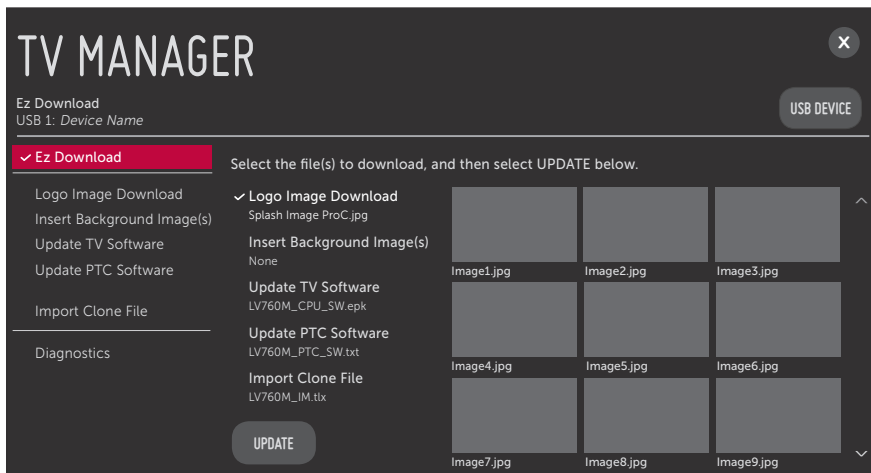 TV MANAGER
X
Ez Download
USB 1: Device Name
USB DEVICE
Ez Download
Logo Image Download
Insert Background Image(s)
Update TV Software
Update PTC Software
Import Clone File
Diagnostics
Select the file(s) to download, and then select UPDATE below.
Logo Image Download
Splash Image ProC.jpg
Insert Background Image(s)
None
Update TV Software
LV760M_CPU_SW.epk
Update PTC Software
LV760M_PTC_SW.txt
Import Clone File
LV760M_IM.tlx
UPDATE
Image1.jpg
Image2.jpg
Image3.jpg
Image4.jpg
Image5.jpg
Image6.jpg
Image7.jpg
Image8.jpg
Image9.jpg